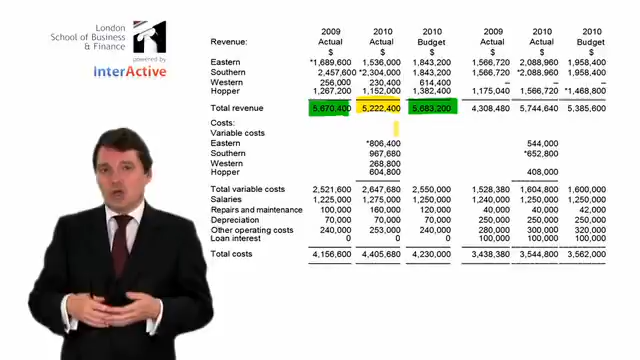 London
School of Business
& Finance
powered by
InterActive
2009 2010 2010 2009 2010 2010
Revenue: Actual Actual Budget Actual Actual Budget
$ $ $ $ $ $
Eastern *1,689,600 1,536,000 1,843,200 1,566,720 2,088,960 1,958,400
Southern 2,457,600 *2,304,000 1,843,200 1,566,720 *2,088,960 1,958,400
Western 256,000 230,400 614,400 – – –
Hopper 1,267,200 1,152,000 1,382,400 1,175,040 1,566,720 *1,468,800
Total revenue 5,670,400 5,222,400 5,683,200 4,308,480 5,744,640 5,385,600
Costs:
Variable costs
Eastern *806,400 544,000
Southern 967,680 *652,800
Western 268,800
Hopper 604,800 408,000
Total variable costs 2,521,600 2,647,680 2,550,000 1,528,380 1,604,800 1,600,000
Salaries 1,225,000 1,275,000 1,250,000 1,240,000 1,250,000 1,250,000
Repairs and maintenance 100,000 160,000 120,000 40,000 40,000 42,000
Depreciation 70,000 70,000 70,000 250,000 250,000 250,000
Other operating costs 240,000 253,000 240,000 280,000 300,000 320,000
Loan interest 0 0 0 100,000 100,000 100,000
Total costs 4,156,600 4,405,680 4,230,000 3,438,380 3,544,800 3,562,000